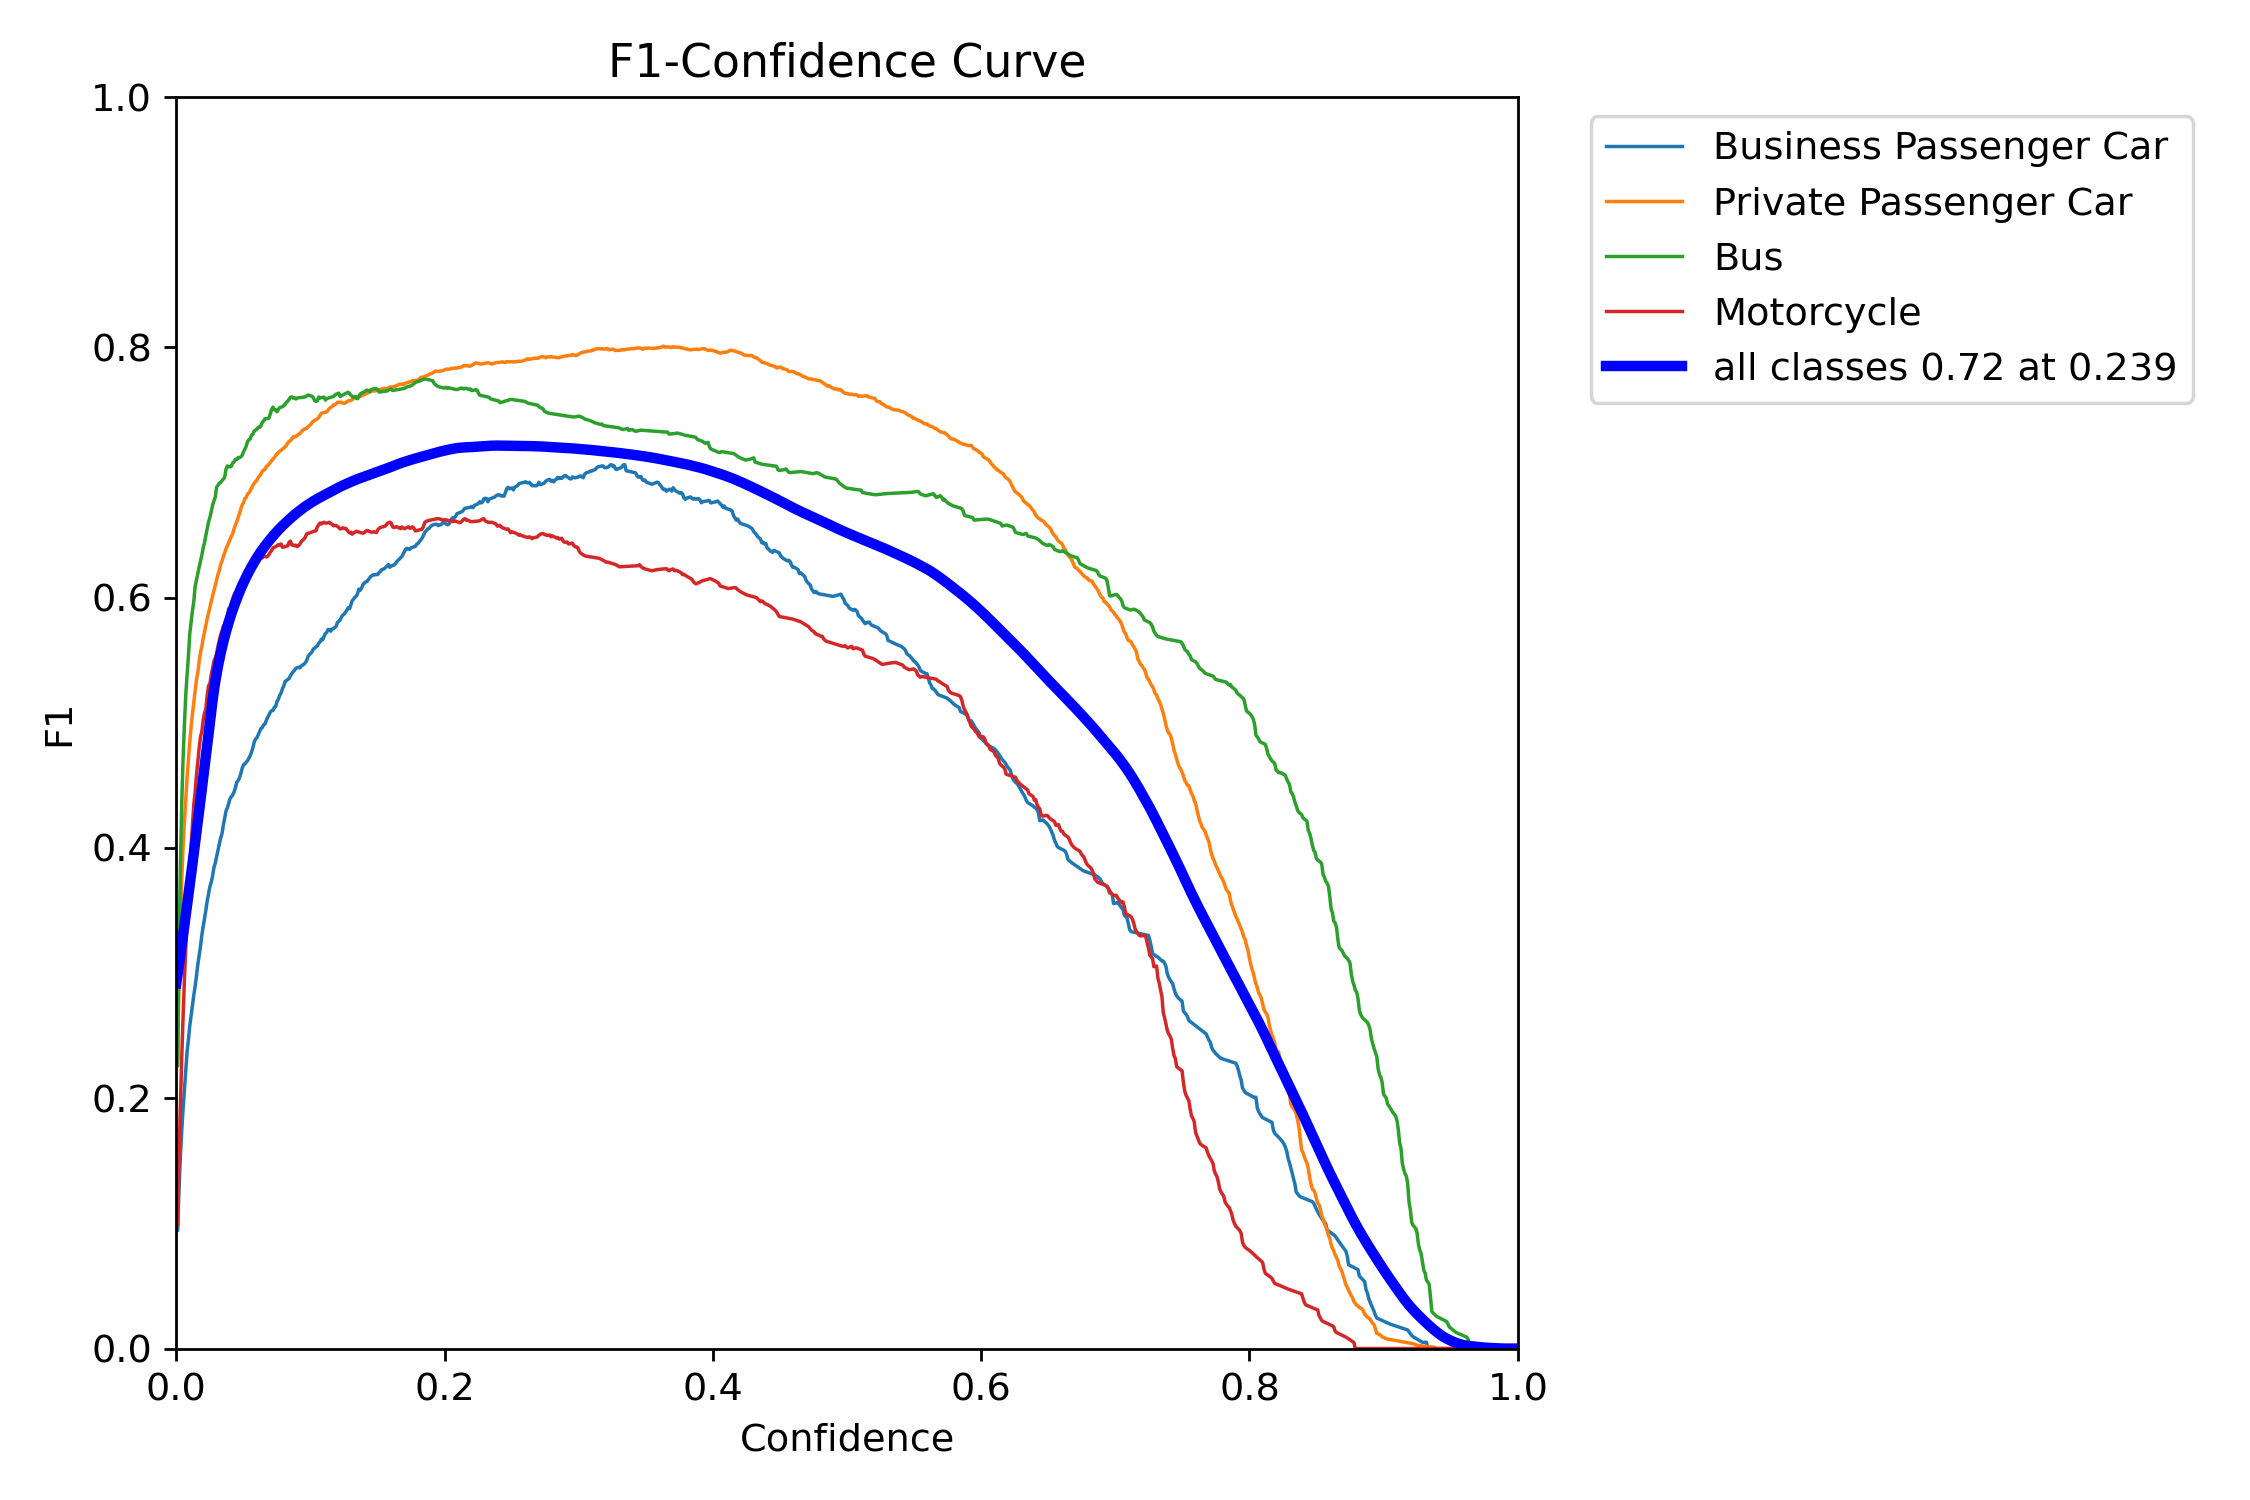 F1-Confidence Curve
1.0
0.8
0.6
0.4
0.2
0.0
F1
0.0 0.2 0.4 0.6 0.8 1.0
Confidence
Business Passenger Car
Private Passenger Car
Bus
Motorcycle
all classes 0.72 at 0.239